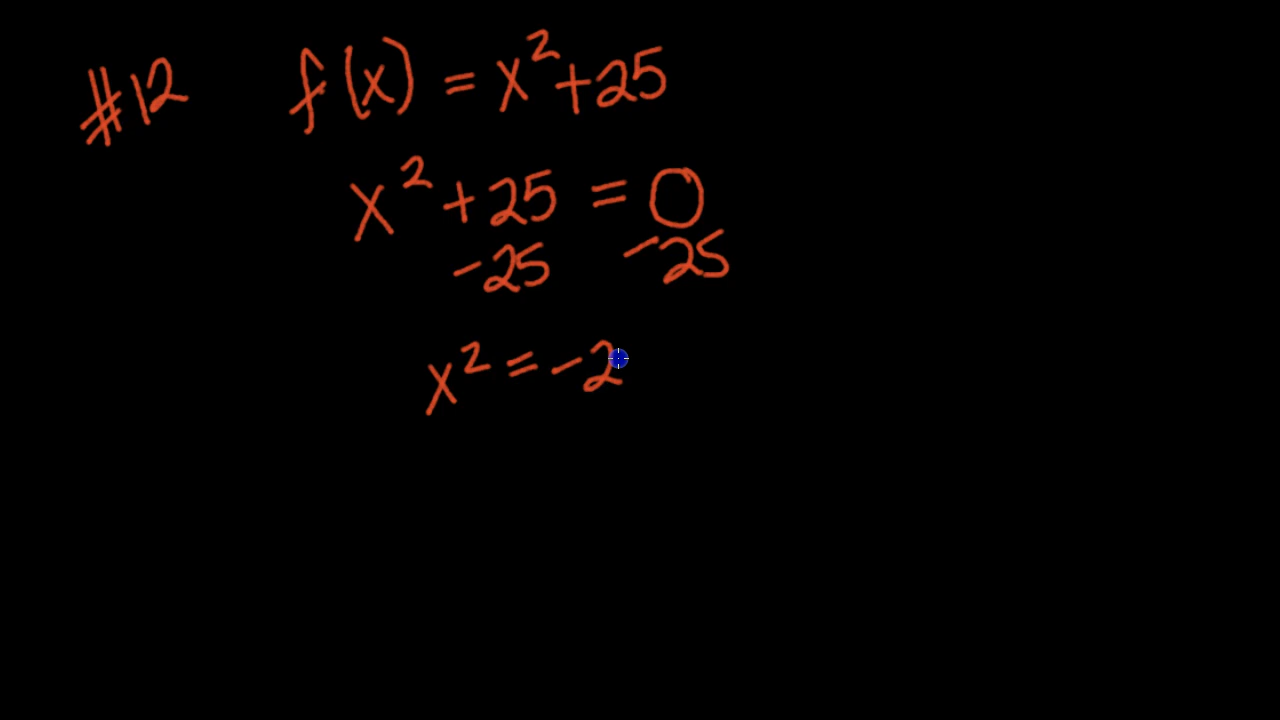 #12 f(x) = x²+25
x²+25 = 0
-25 -25
x² = -2